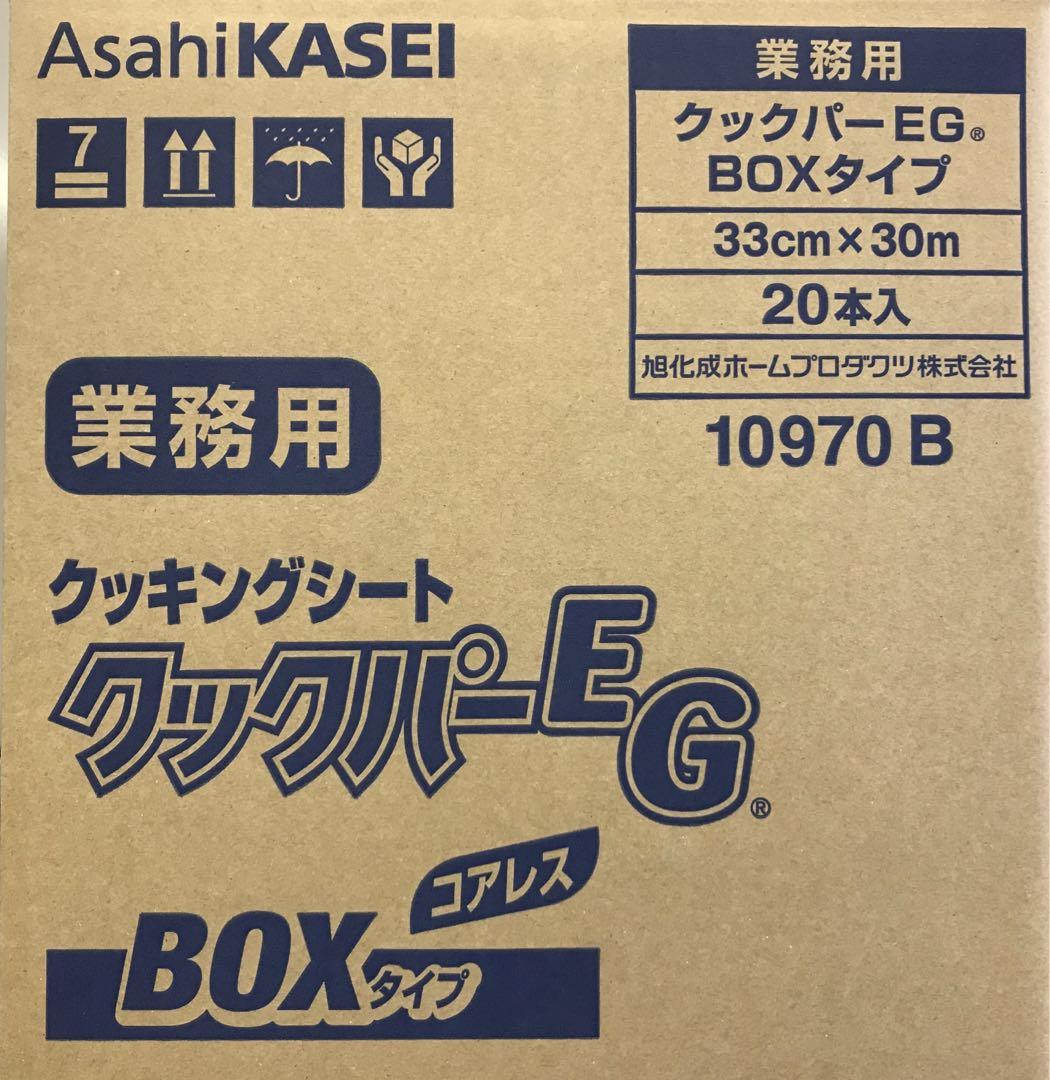 AsahiKASEI
7
業務用
クックパーEG®
BOXタイプ
33cm×30m
20本入
旭化成ホームプロダクツ株式会社
10970 B
業務用
クッキングシート
クックパーEG®
コアレス
BOXタイプ